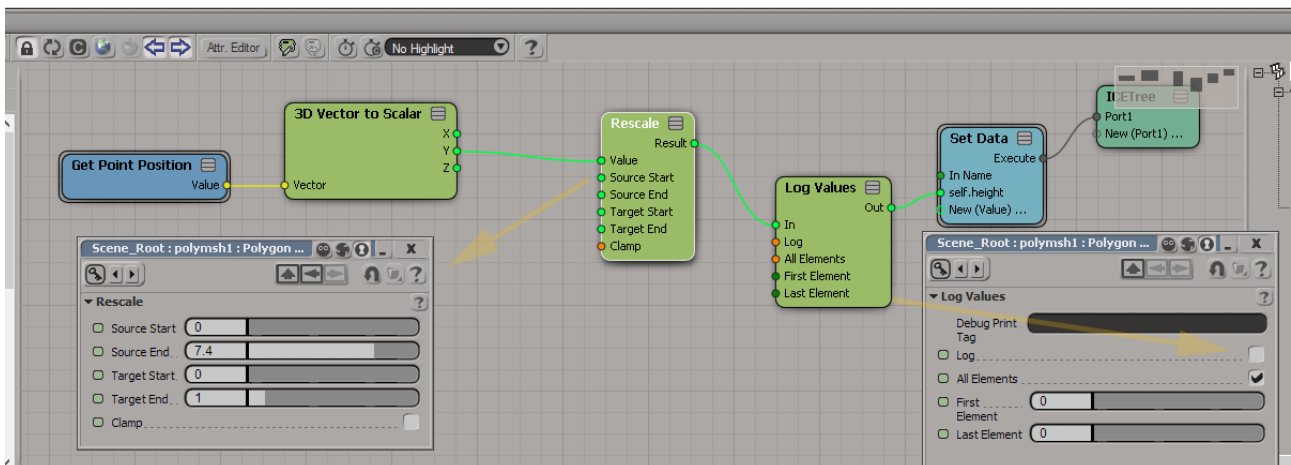 Attr. Editor
No Highlight
?
Get Point Position
Value
3D Vector to Scalar
X
Y
Z
Vector
Rescale
Result
Value
Source Start
Source End
Target Start
Target End
Clamp
Log Values
Out
In
Log
All Elements
First Element
Last Element
Set Data
Execute
In Name
self.height
New (Value) ...
ICETree
Port1
New (Port1) ...
Scene_Root : polymsh1 : Polygon ...
X
?
Rescale
?
Source Start 0
Source End 7.4
Target Start 0
Target End 1
Clamp
Scene_Root : polymsh1 : Polygon ...
X
?
Log Values
?
Debug Print
Tag
Log
All Elements
First 0
Element
Last Element 0